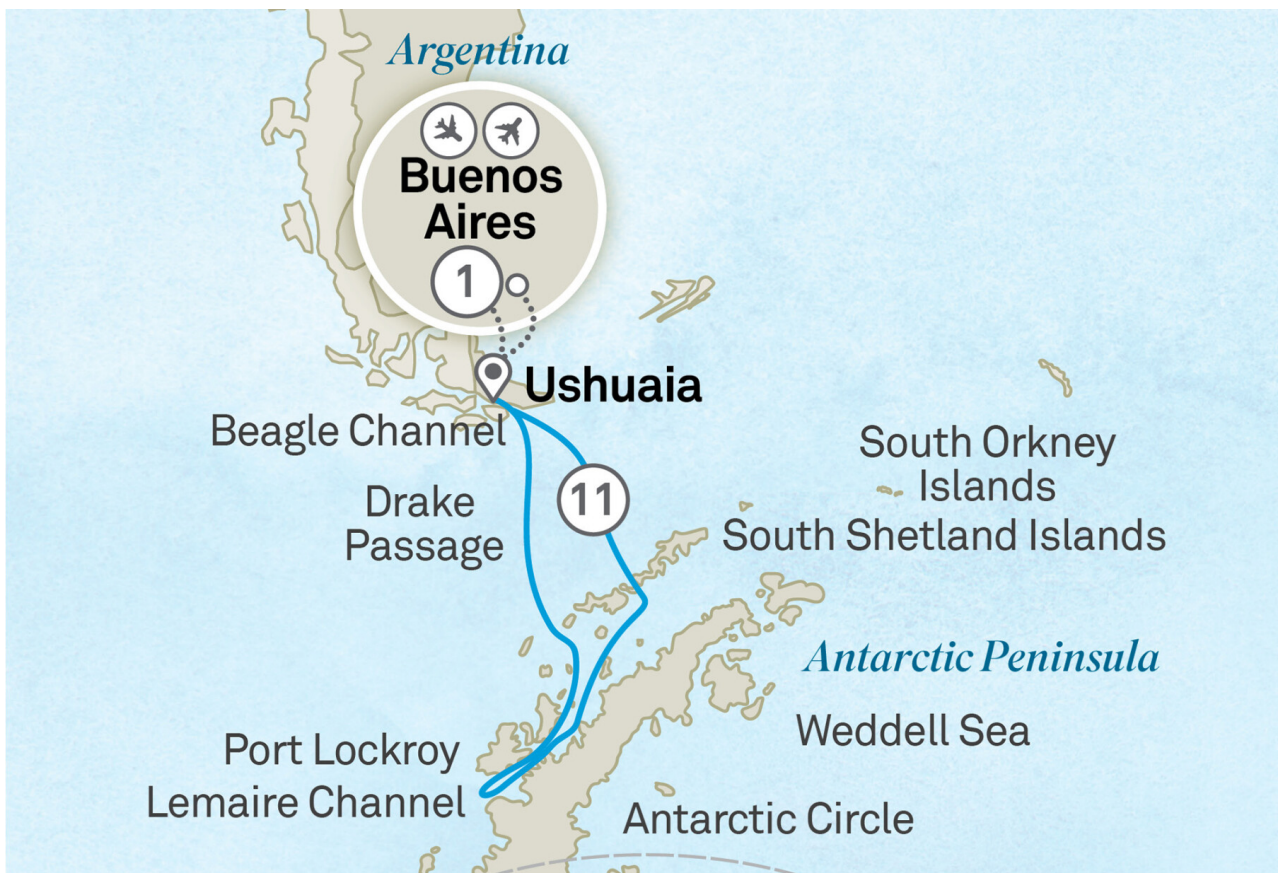 Argentina
Buenos
Aires
1
Ushuaia
Beagle Channel
South Orkney
Islands
Drake
Passage
11
South Shetland Islands
Antarctic Peninsula
Weddell Sea
Port Lockroy
Lemaire Channel
Antarctic Circle